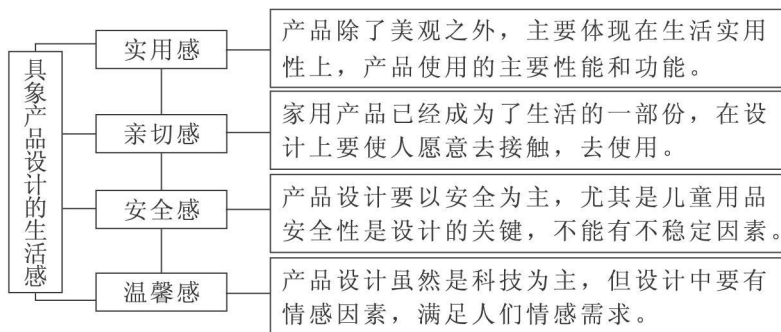 具象产品设计的生活感
实用感
产品除了美观之外，主要体现在生活实用
性上，产品使用的主要性能和功能。
亲切感
家用产品已经成为了生活的一部份，在设
计上要使人愿意去接触，去使用。
安全感
产品设计要以安全为主，尤其是儿童用品
安全性是设计的关键，不能有不稳定因素。
温馨感
产品设计虽然是科技为主，但设计中要有
情感因素，满足人们情感需求。